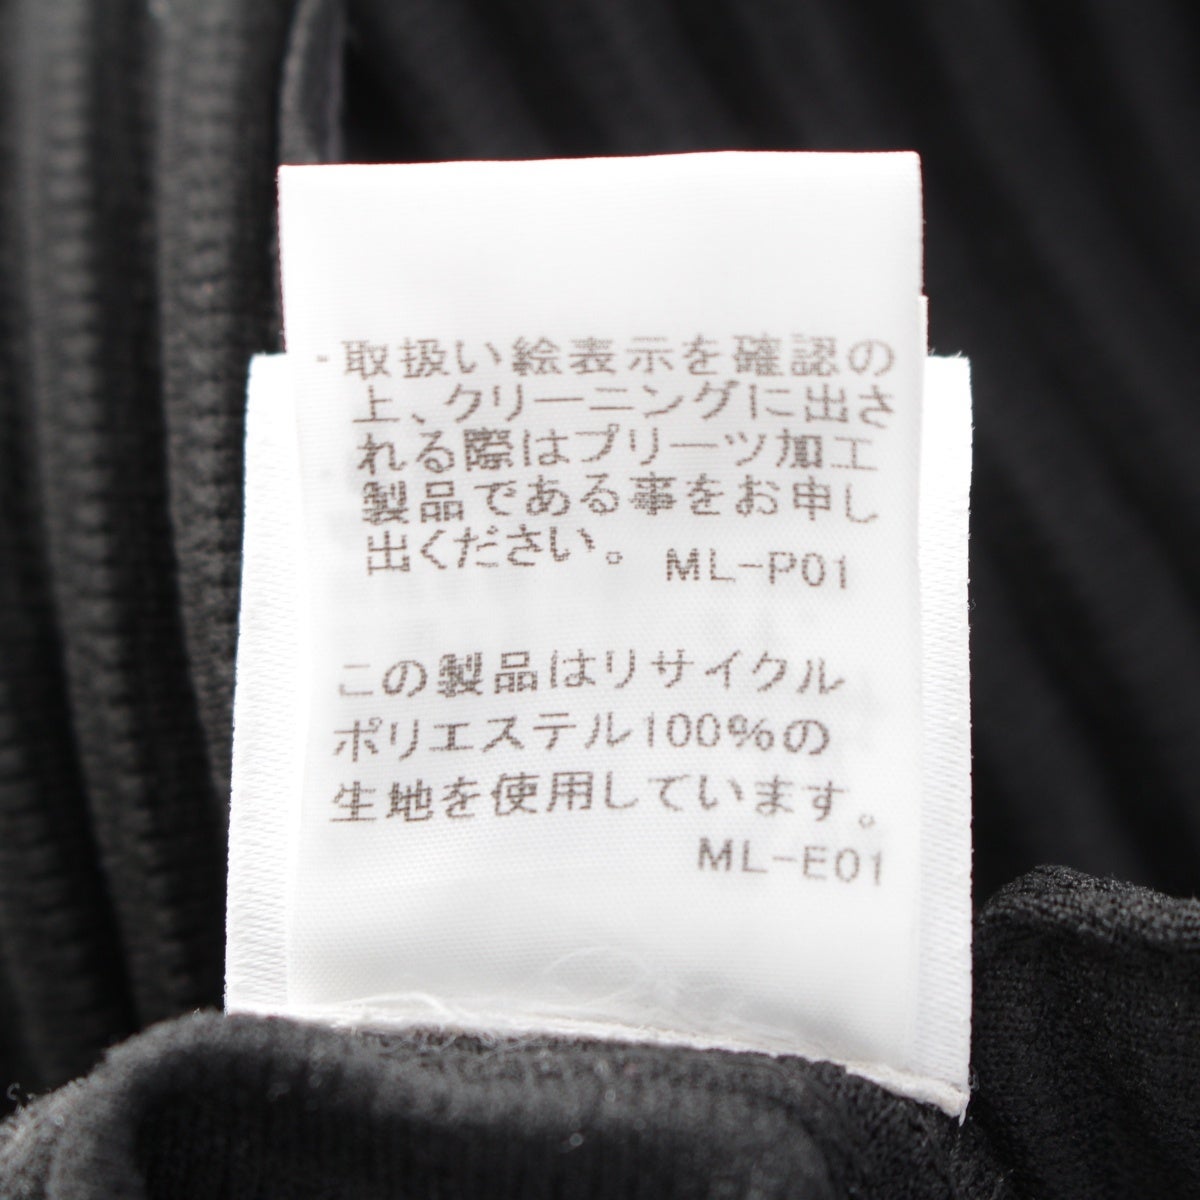 ・取扱い絵表示を確認の
上、クリーニングに出さ
れる際はプリーツ加工
製品である事をお申し
出ください。 ML-P01
この製品はリサイクル
ポリエステル100%の
生地を使用しています。
ML-E01